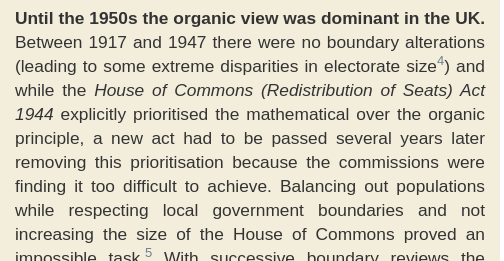 Until the 1950s the organic view was dominant in the UK.
Between 1917 and 1947 there were no boundary alterations
(leading to some extreme disparities in electorate size4) and
while the House of Commons (Redistribution of Seats) Act
1944 explicitly prioritised the mathematical over the organic
principle, a new act had to be passed several years later
removing this prioritisation because the commissions were
finding it too difficult to achieve. Balancing out populations
while respecting local government boundaries and not
increasing the size of the House of Commons proved an
impossible task.5 With successive boundary reviews the